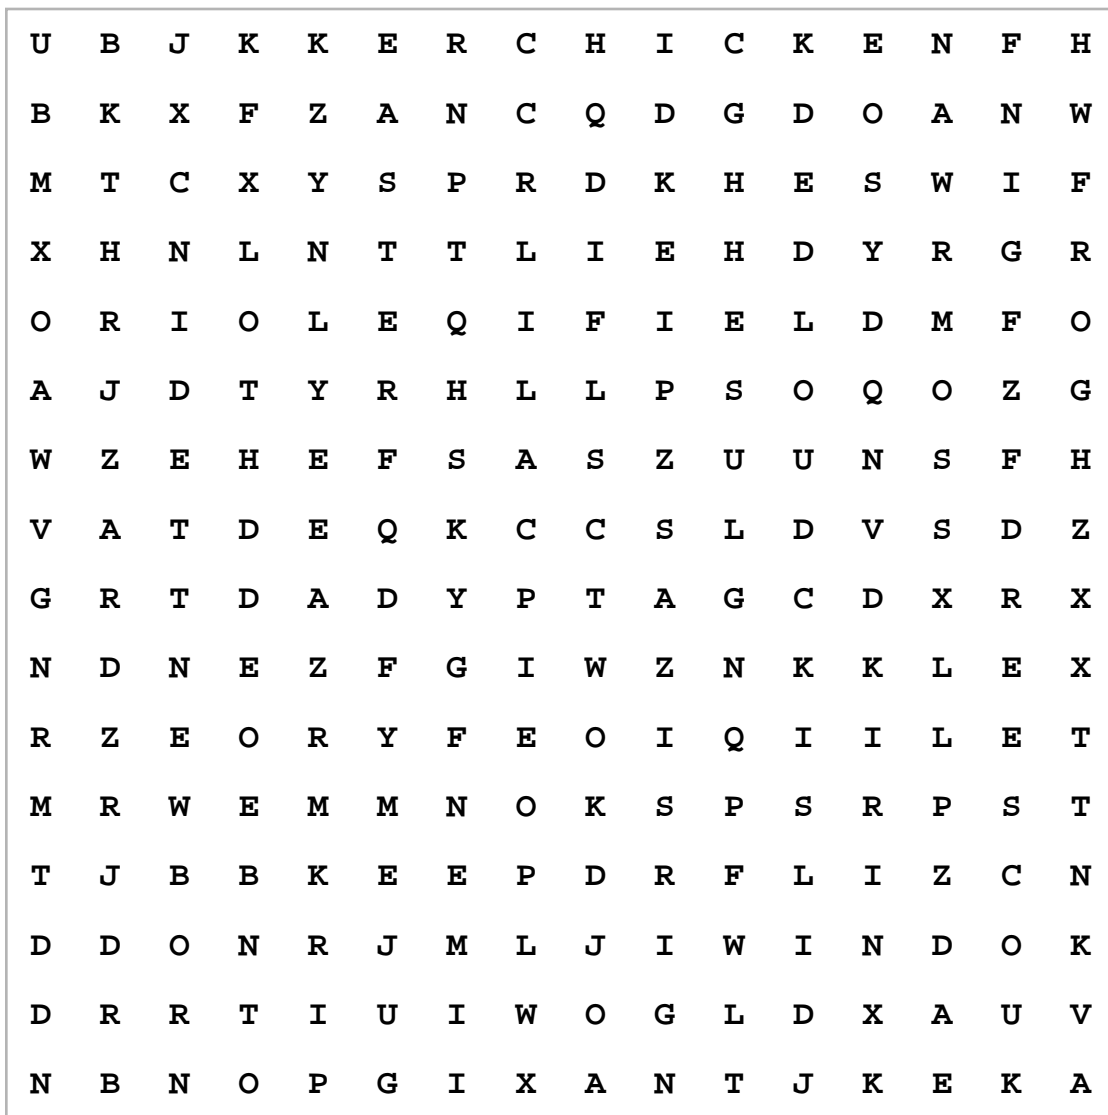 U B J K K E R C H I C K E N F H
B K X F Z A N C Q D G D O A N W
M T C X Y S P R D K H E S W I F
X H N L N T T L I E H D Y R G R
O R I O L E Q I F I E L D M F O
A J D T Y R H L L P S O Q O Z G
W Z E H E F S A S Z U U N S F H
V A T D E Q K C C S L D V S D Z
G R T D A D Y P T A G C D X R X
N D N E Z F G I W Z N K K L E X
R Z E O R Y F E O I Q I I L E T
M R W E M M N O K S P S R P S T
T J B B K E E P D R F L I Z C N
D D O N R J M L J I W I N D O K
D R R T I U I W O G L D X A U V
N B N O P G I X A N T J K E K A